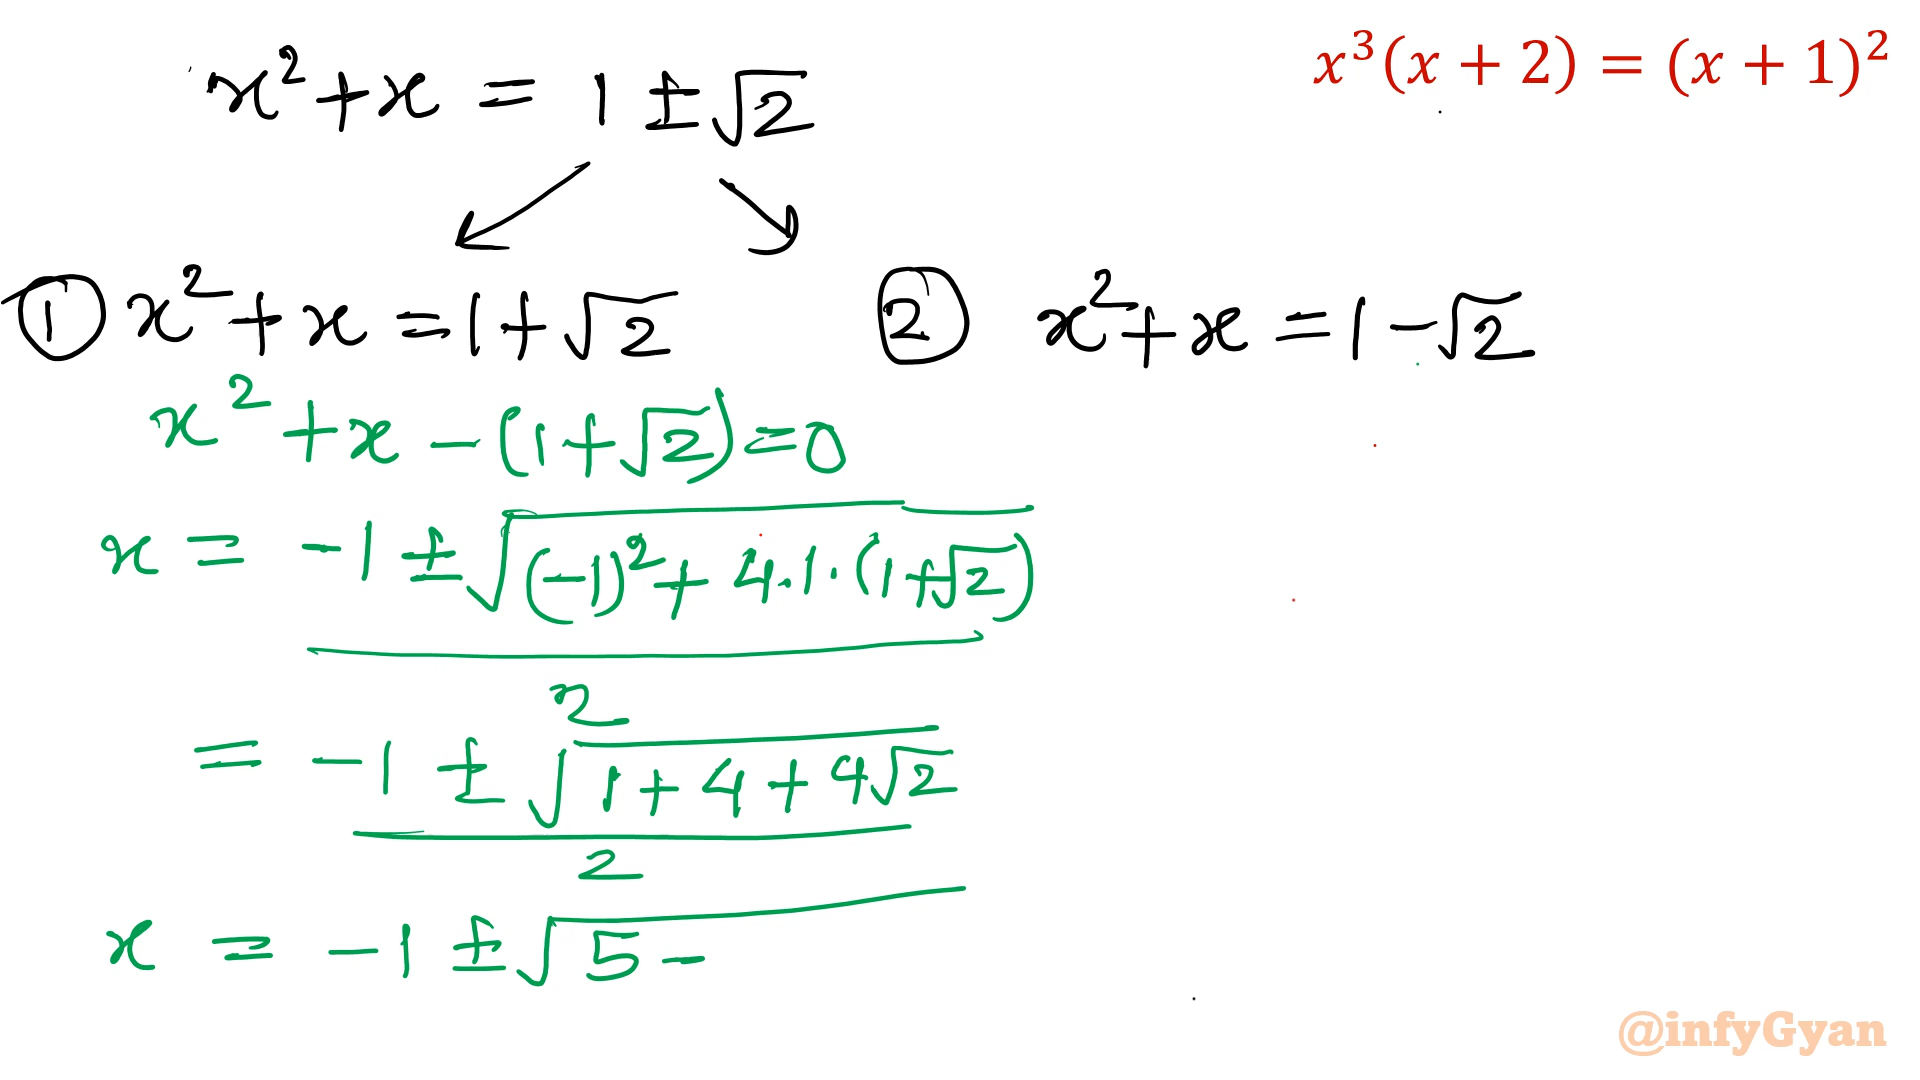 x² + x = 1 ± √2
x³(x + 2) = (x + 1)²
① x² + x = 1 + √2
② x² + x = 1 - √2
x² + x - (1 + √2) = 0
x = -1 ± √((-1)² + 4.1.(1 + √2))
2
= -1 ± √(1 + 4 + 4√2)
2
x = -1 ± √(5 -
@infyGyan